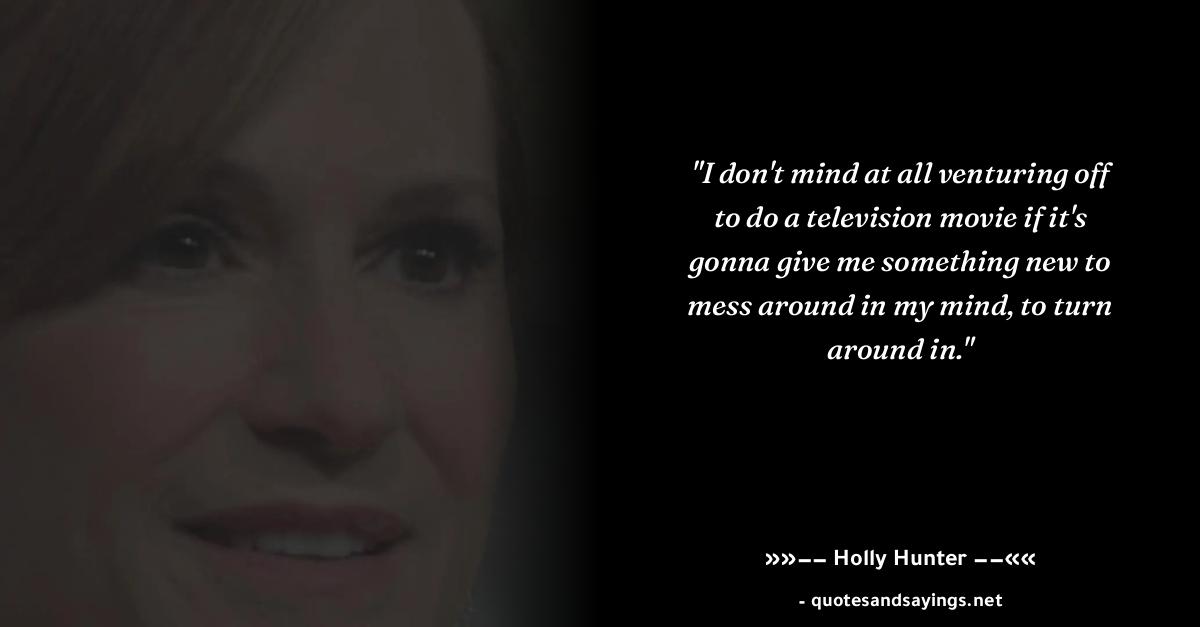 "I don't mind at all venturing off
to do a television movie if it's
gonna give me something new to
mess around in my mind, to turn
around in."
»»−− Holly Hunter −−««
- quotesandsayings.net